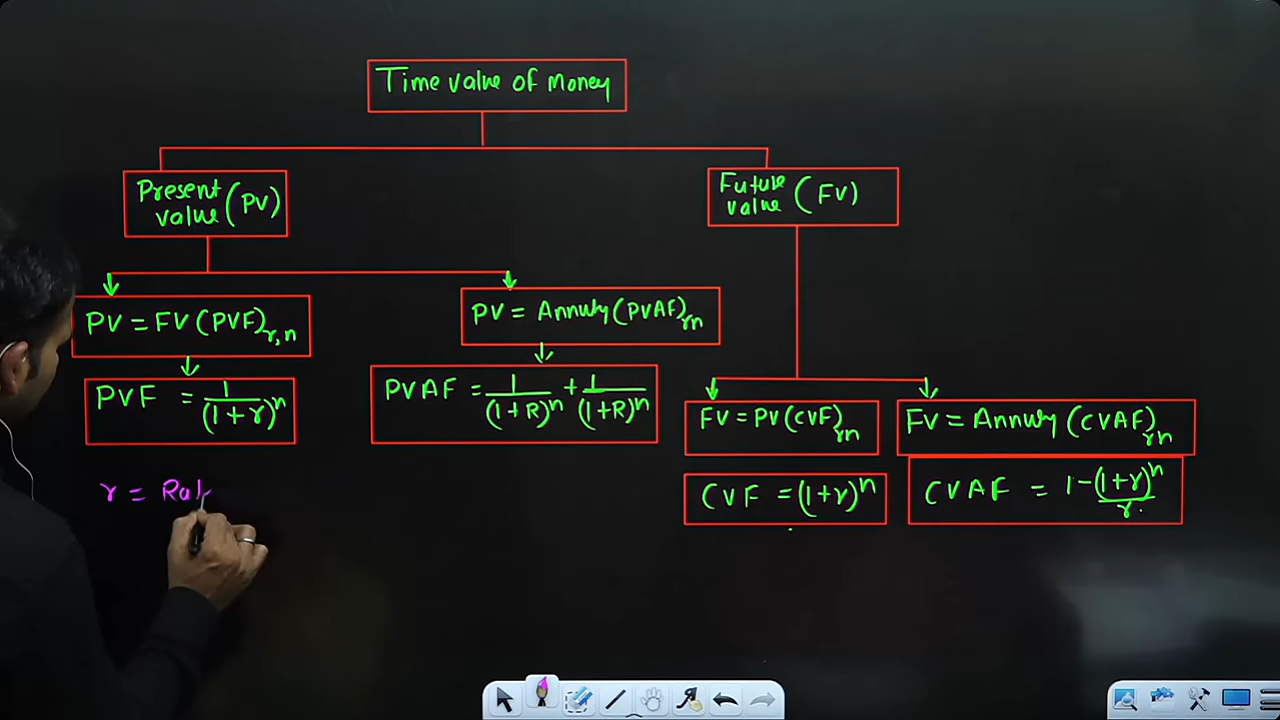 Time value of Money
Present
value (PV)
Future
value (FV)
PV = FV (PVF)r,n
PV = Annuity (PVAF)rn
PVF = 1/(1+r)^n
PVAF = 1/(1+R)^n + 1/(1+R)^n
FV = PV (CVF)rn
FV = Annuity (CVAF)rn
CVF = (1+r)^n
CVAF = 1-(1+r)^n/r
r = Rat